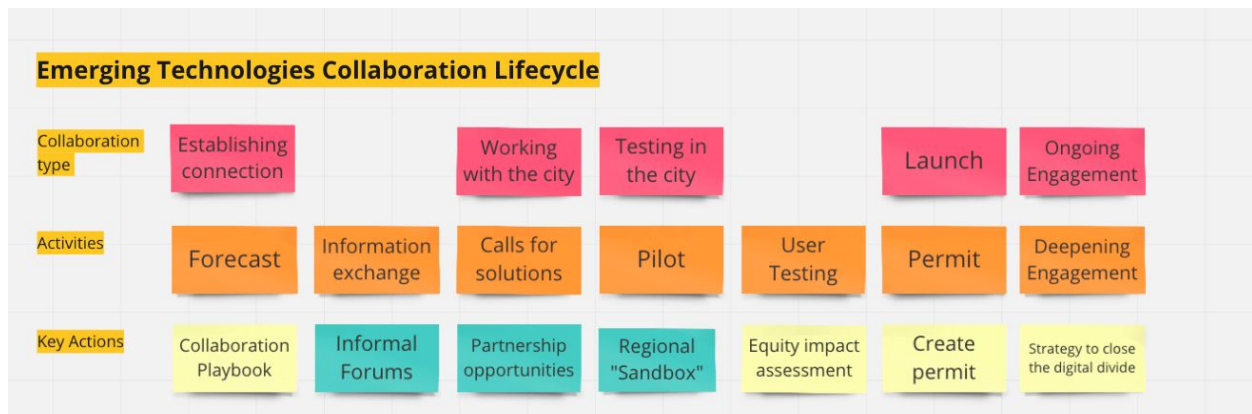 Emerging Technologies Collaboration Lifecycle
Collaboration
type
Establishing
connection
Working
with the city
Testing in
the city
Launch
Ongoing
Engagement
Activities
Forecast
Information
exchange
Calls for
solutions
Pilot
User
Testing
Permit
Deepening
Engagement
Key Actions
Collaboration
Playbook
Informal
Forums
Partnership
opportunities
Regional
"Sandbox"
Equity impact
assessment
Create
permit
Strategy to close
the digital divide